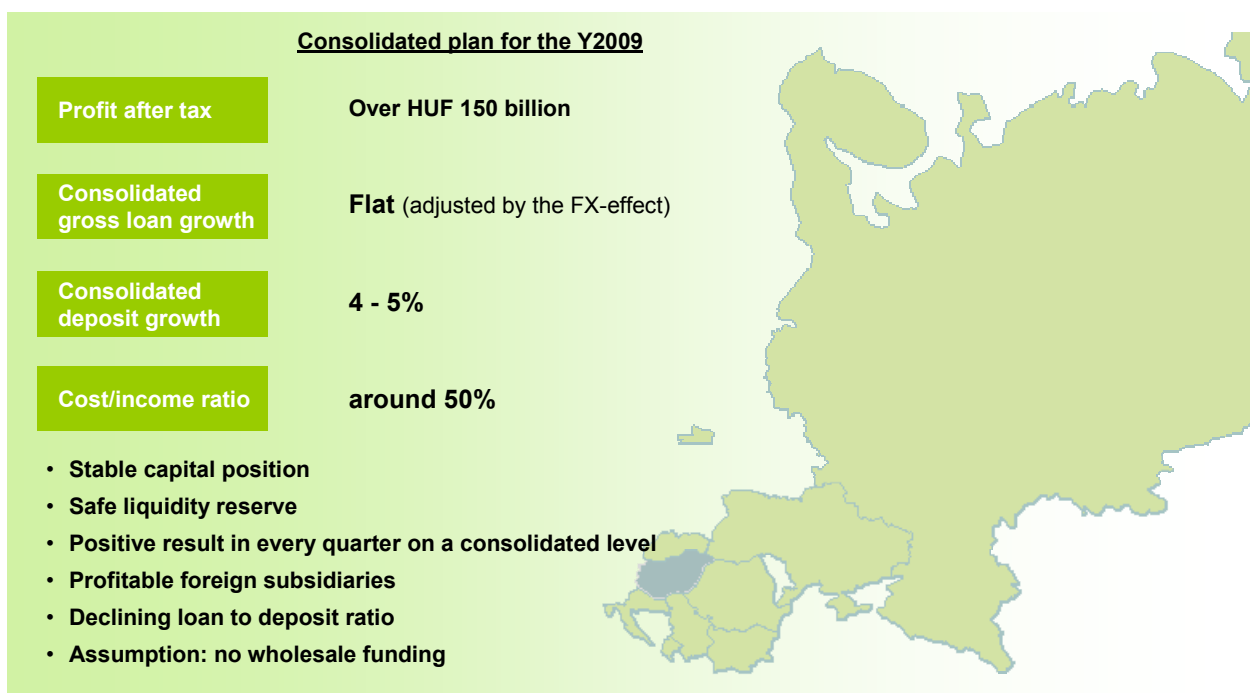 Consolidated plan for the Y2009
Profit after tax
Over HUF 150 billion
Consolidated
gross loan growth
Flat (adjusted by the FX-effect)
Consolidated
deposit growth
4 - 5%
Cost/income ratio
around 50%
• Stable capital position
• Safe liquidity reserve
• Positive result in every quarter on a consolidated level
• Profitable foreign subsidiaries
• Declining loan to deposit ratio
• Assumption: no wholesale funding